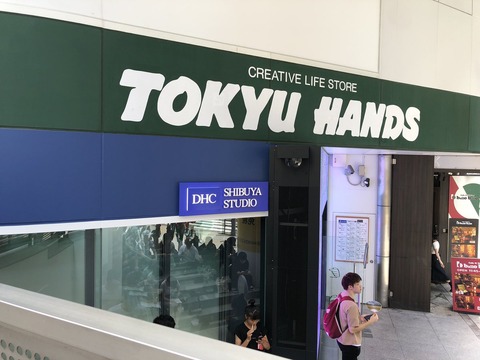 CREATIVE LIFE STORE
TOKYU HANDS
DHC
SHIBUYA
STUDIO